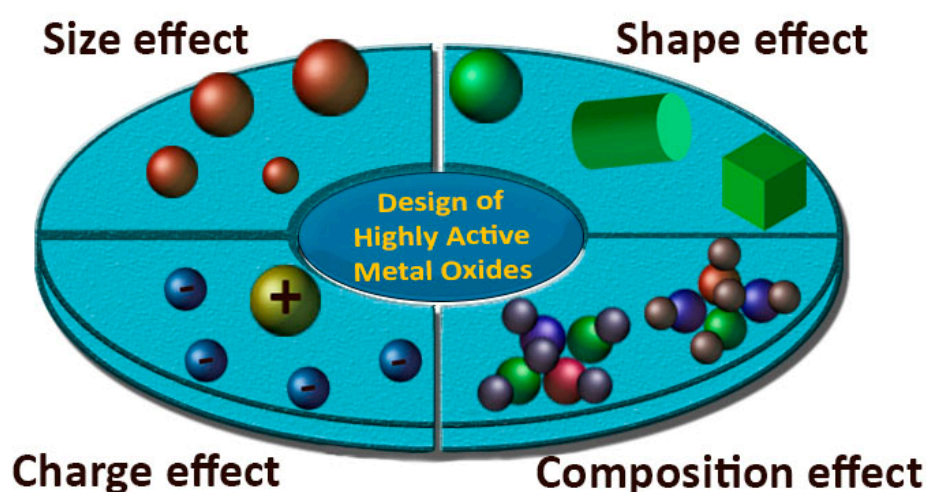 Size effect
Shape effect
Design of
Highly Active
Metal Oxides
-
+
-
-
-
Charge effect
Composition effect